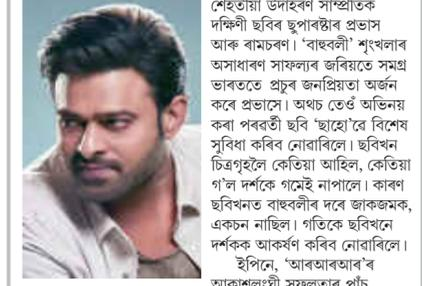 শেহতীয়া উদাহৰণ সাম্প্ৰতিক
দক্ষিণী ছবিৰ ছুপাৰষ্টাৰ প্ৰভাস
আৰু ৰামচৰণ। ‘বাহুবলী’ শৃংখলাৰ
অসাধাৰণ সাফল্যৰ জৰিয়তে সমগ্ৰ
ভাৰততে প্ৰচুৰ জনপ্ৰিয়তা অৰ্জন
কৰে প্ৰভাসে। অথচ তেওঁ অভিনয়
কৰা পৰৱৰ্তী ছবি ‘ছাহো’ৱে বিশেষ
সুবিধা কৰিব নোৱাৰিলে। ছবিখন
চিত্ৰগৃহলৈ কেতিয়া আহিল, কেতিয়া
গ’ল দৰ্শকে গমেই নাপালে। কাৰণ
ছবিখনত বাহুবলীৰ দৰে জাকজমক,
একচন নাছিল। গতিকে ছবিখনে
দৰ্শকক আকৰ্ষণ কৰিব নোৱাৰিলে।
ইপিনে, ‘আৰআৰআৰ’ৰ
আকাশলংঘী সফলতাৰ পাঁচ